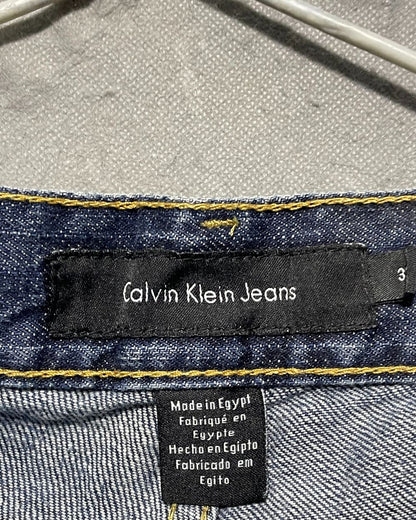 Calvin Klein Jeans
3
Made in Egypt
Fabriqué en
Egypte
Hecho en Egipto
Fabricado em
Egito